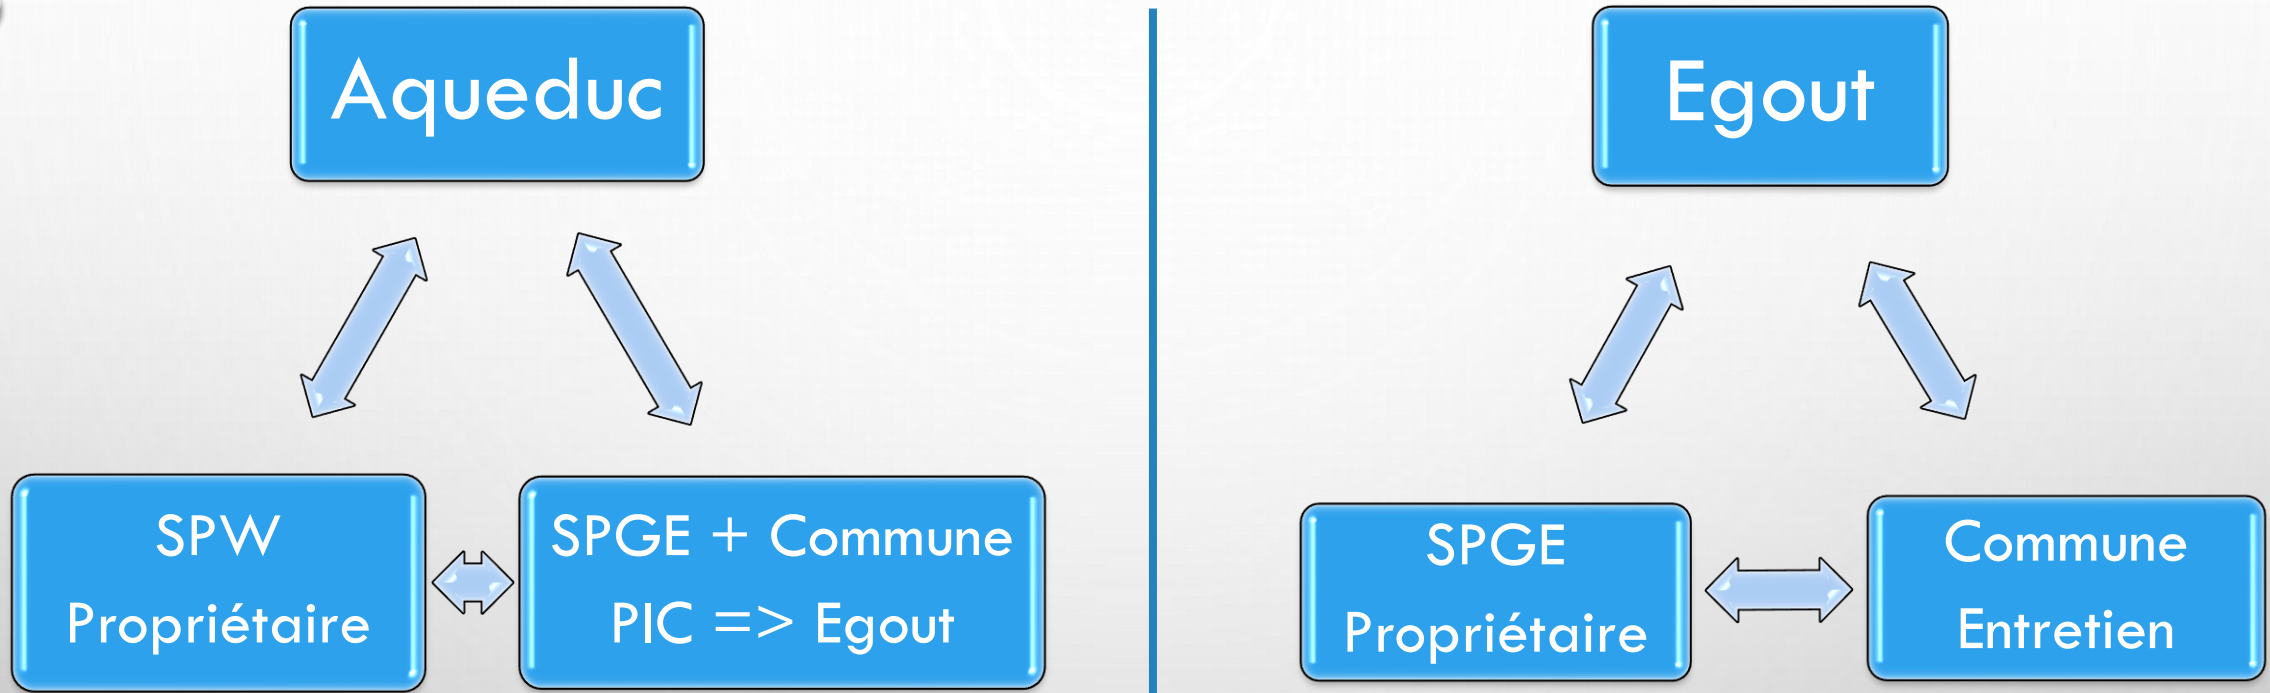 Aqueduc
SPW
Propriétaire
SPGE + Commune
PIC => Egout
Egout
SPGE
Propriétaire
Commune
Entretien